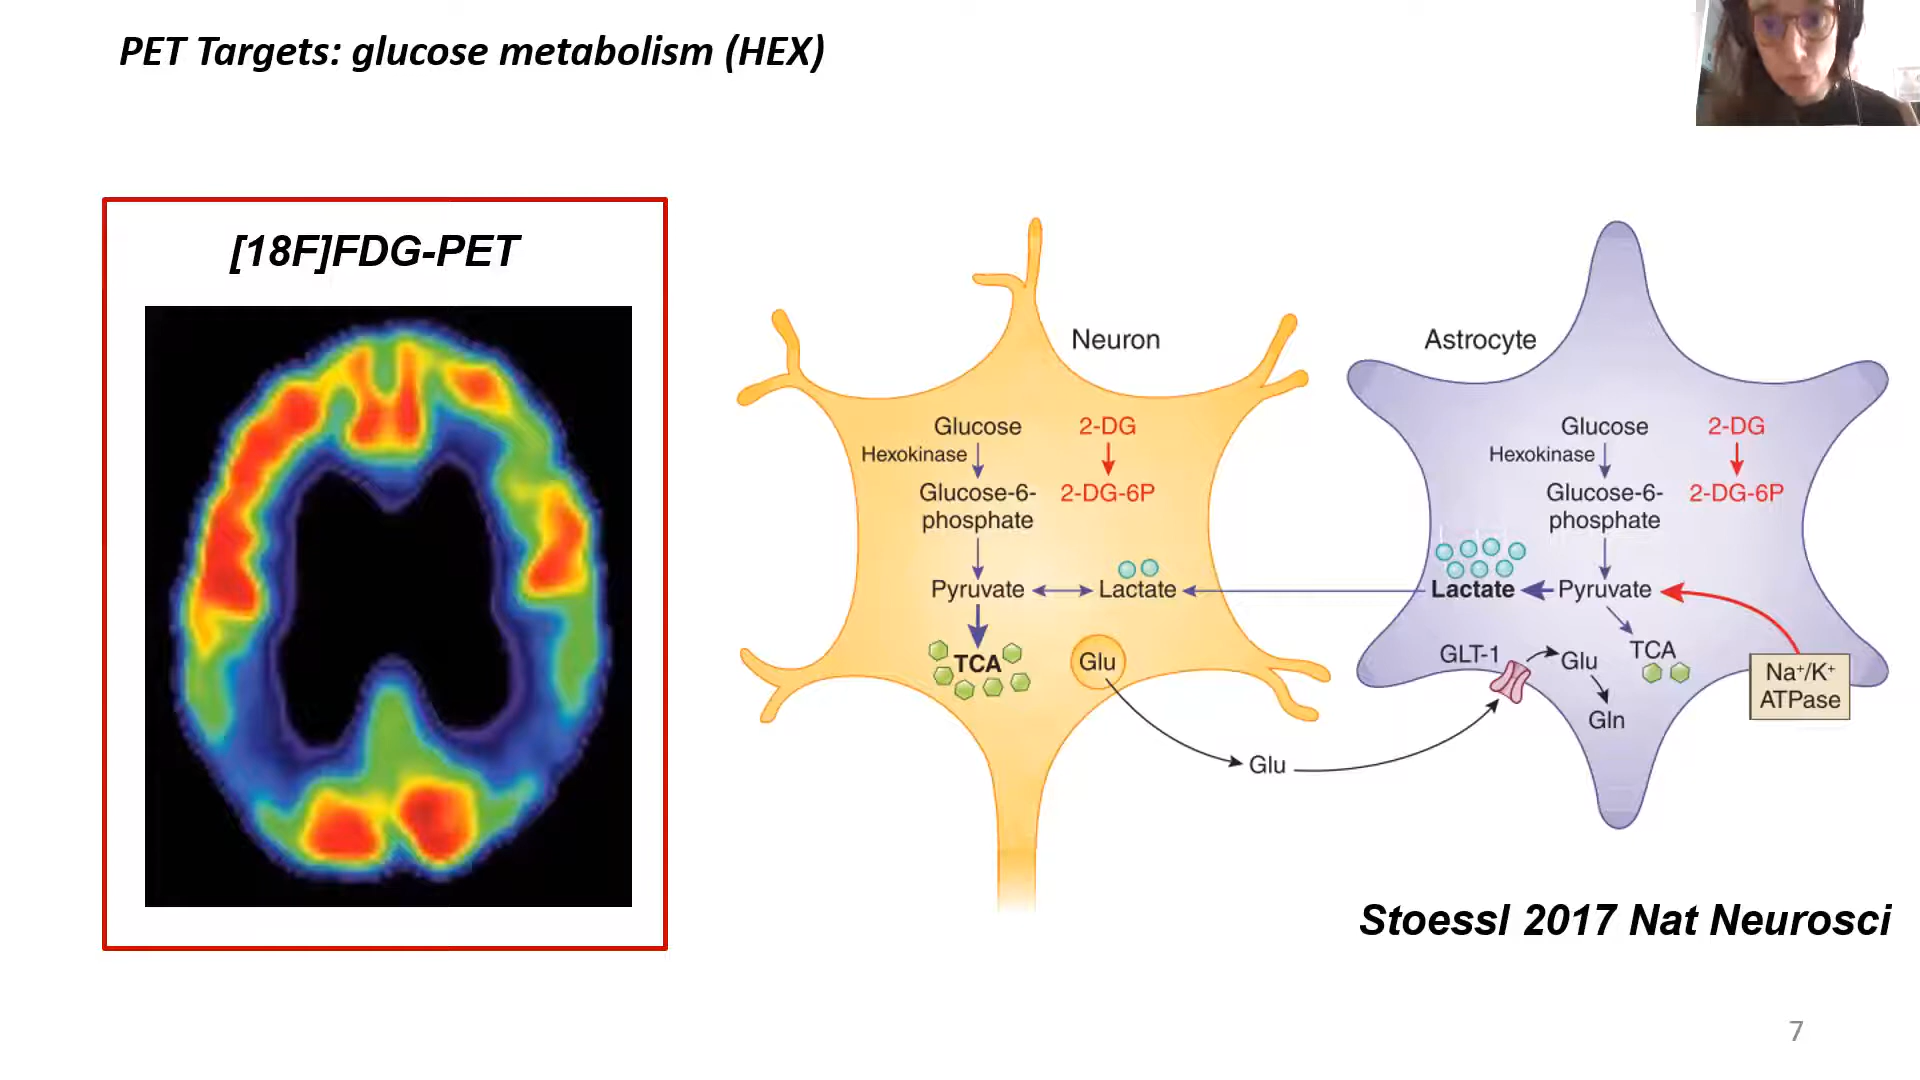 PET Targets: glucose metabolism (HEX)
[18F]FDG-PET
Neuron
Glucose
2-DG
Hexokinase
Glucose-6-
phosphate
2-DG-6P
Pyruvate
Lactate
TCA
Glu
Glu
Astrocyte
Glucose
2-DG
Hexokinase
Glucose-6-
phosphate
2-DG-6P
Lactate
Pyruvate
GLT-1
Glu
TCA
Gln
Na⁺/K⁺
ATPase
Stoessl 2017 Nat Neurosci
7